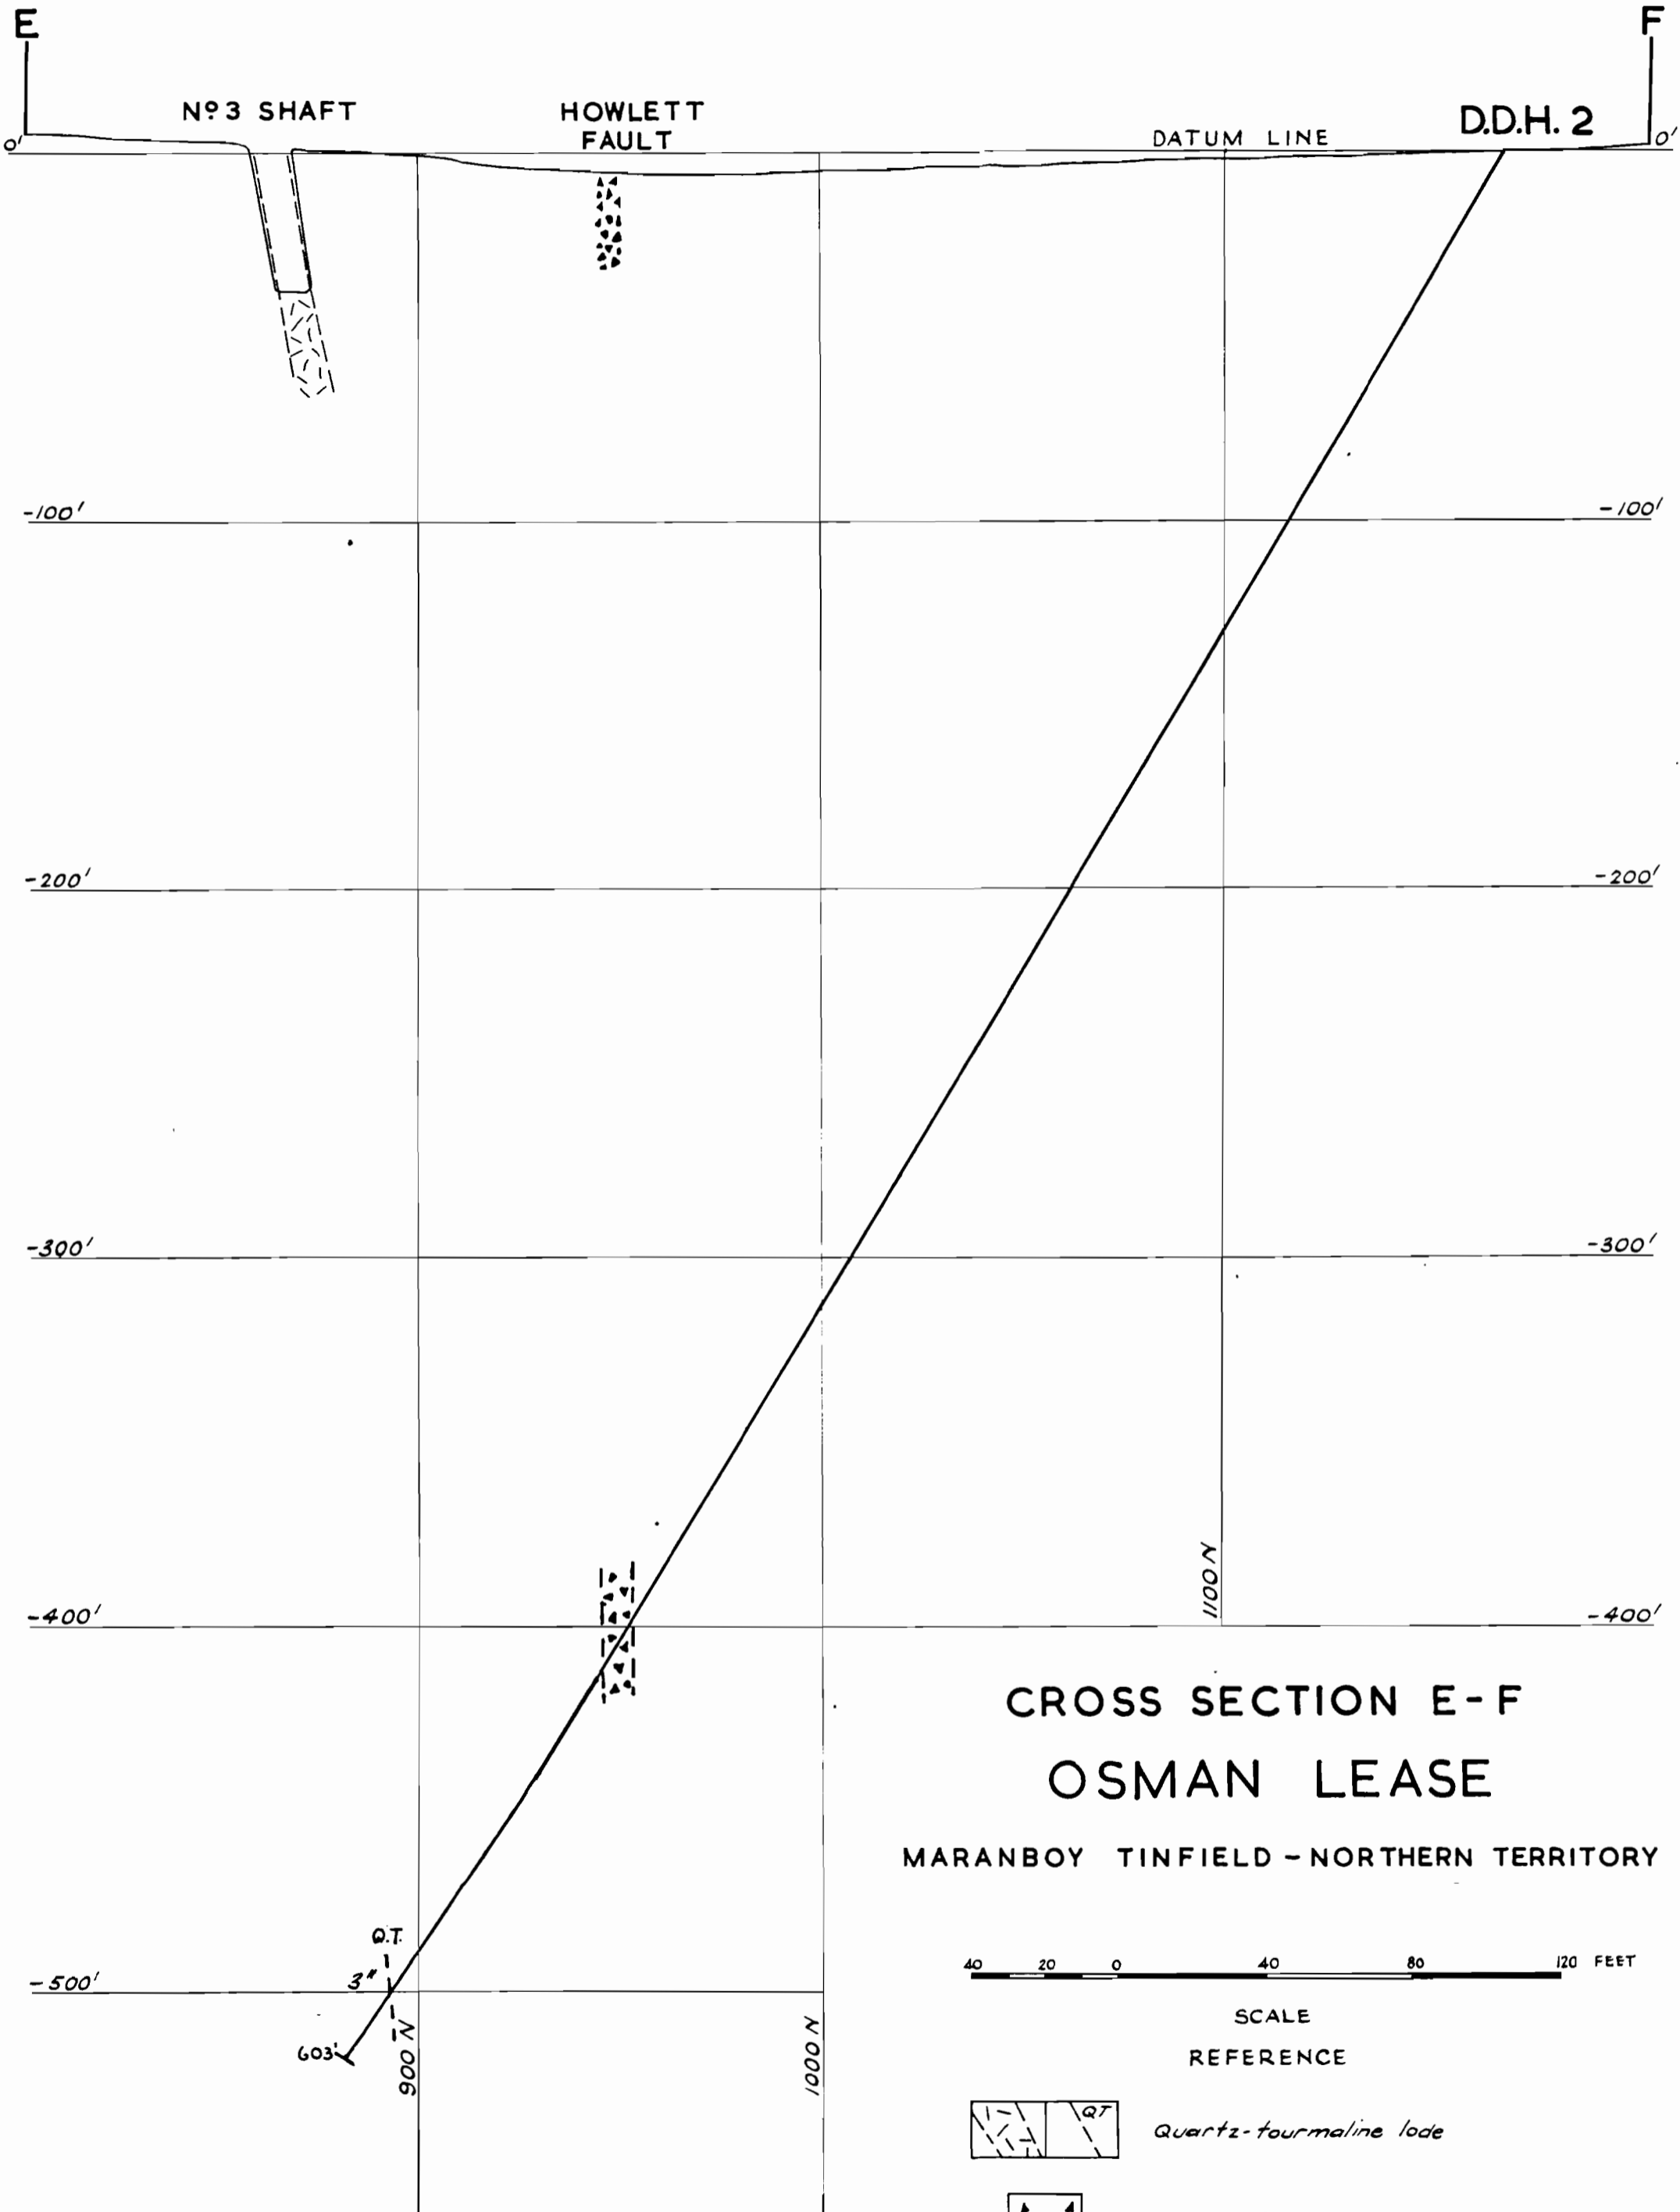 E F
Nº3 SHAFT
HOWLETT
FAULT
DATUM LINE
D.D.H. 2
0' 0'
-100' -100'
-200' -200'
-300' -300'
1100 N
-400' -400'
CROSS SECTION E-F
OSMAN LEASE
MARANBOY TINFIELD - NORTHERN TERRITORY
Q.T.
3"
-500'
603'
900 N
1000 N
40 20 0 40 80 120 FEET
SCALE
REFERENCE
QT
Quartz-tourmaline lode